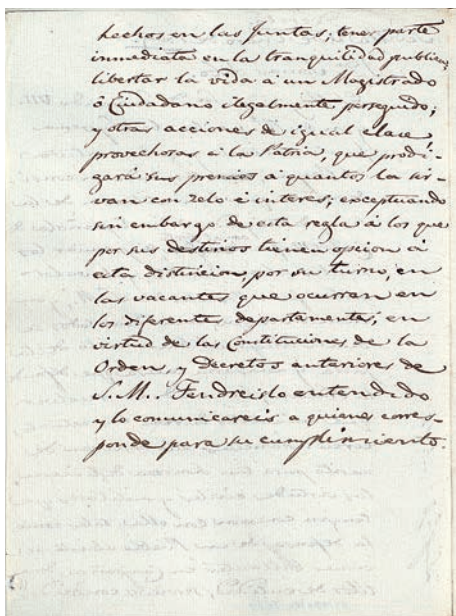 hechos en las Juntas; tener parte
inmediata en la tranquilidad publica;
libertar la vida à un Magistrado
ò Ciudadano ilegalmente perseguido;
y otras acciones de igual clase,
provechosas à la Patria, que prodi-
gará sus premios a quantos la sir-
van con zelo è interes; exceptuando
sin embargo de esta regla à los que
por sus destinos tienen opcion à
esta distincion, por su turno, en
las vacantes que ocurran en
los diferentes departamentos, en
virtud de las Constituciones de la
Orden, y Decretos anteriores de
S. M. Tendreislo entendido
y lo comunicareis a quienes corres-
ponde para su cumplimiento.